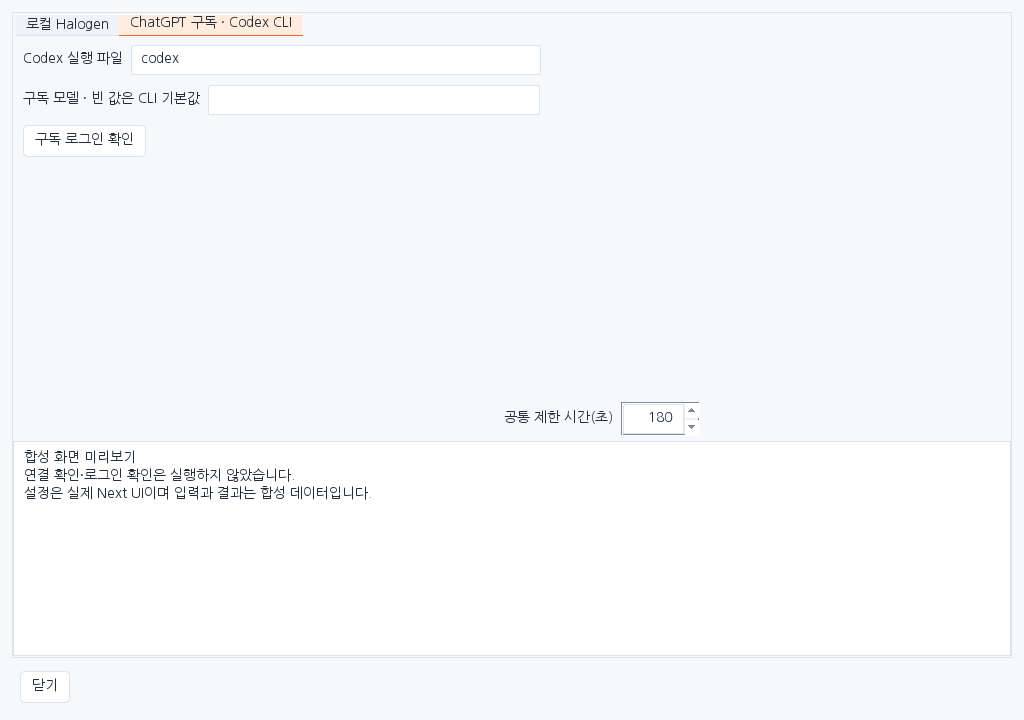 로컬 Halogen
ChatGPT 구독 · Codex CLI
Codex 실행 파일
codex
구독 모델 · 빈 값은 CLI 기본값
구독 로그인 확인
공통 제한 시간(초)
180
합성 화면 미리보기
연결 확인·로그인 확인은 실행하지 않았습니다.
설정은 실제 Next UI이며 입력과 결과는 합성 데이터입니다.
닫기